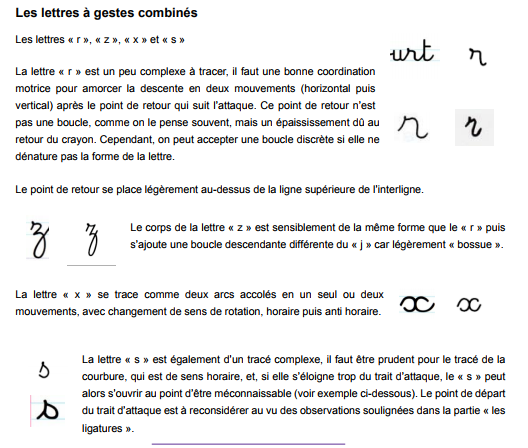 Les lettres à gestes combinés
Les lettres « r », « z », « x » et « s »
urt r
La lettre « r » est un peu complexe à tracer, il faut une bonne coordination
motrice pour amorcer la descente en deux mouvements (horizontal puis
vertical) après le point de retour qui suit l'attaque. Ce point de retour n'est
pas une boucle, comme on le pense souvent, mais un épaississement dû au
retour du crayon. Cependant, on peut accepter une boucle discrète si elle ne
dénature pas la forme de la lettre.
r r
Le point de retour se place légèrement au-dessus de la ligne supérieure de l'interligne.
z z
Le corps de la lettre « z » est sensiblement de la même forme que le « r » puis
s'ajoute une boucle descendante différente du « j » car légèrement « bossue ».
La lettre « x » se trace comme deux arcs accolés en un seul ou deux
mouvements, avec changement de sens de rotation, horaire puis anti horaire.
x x
s
s
La lettre « s » est également d'un tracé complexe, il faut être prudent pour le tracé de la
courbure, qui est de sens horaire, et, si elle s'éloigne trop du trait d'attaque, le « s » peut
alors s'ouvrir au point d'être méconnaissable (voir exemple ci-dessous). Le point de départ
du trait d'attaque est à reconsidérer au vu des observations soulignées dans la partie « les
ligatures ».